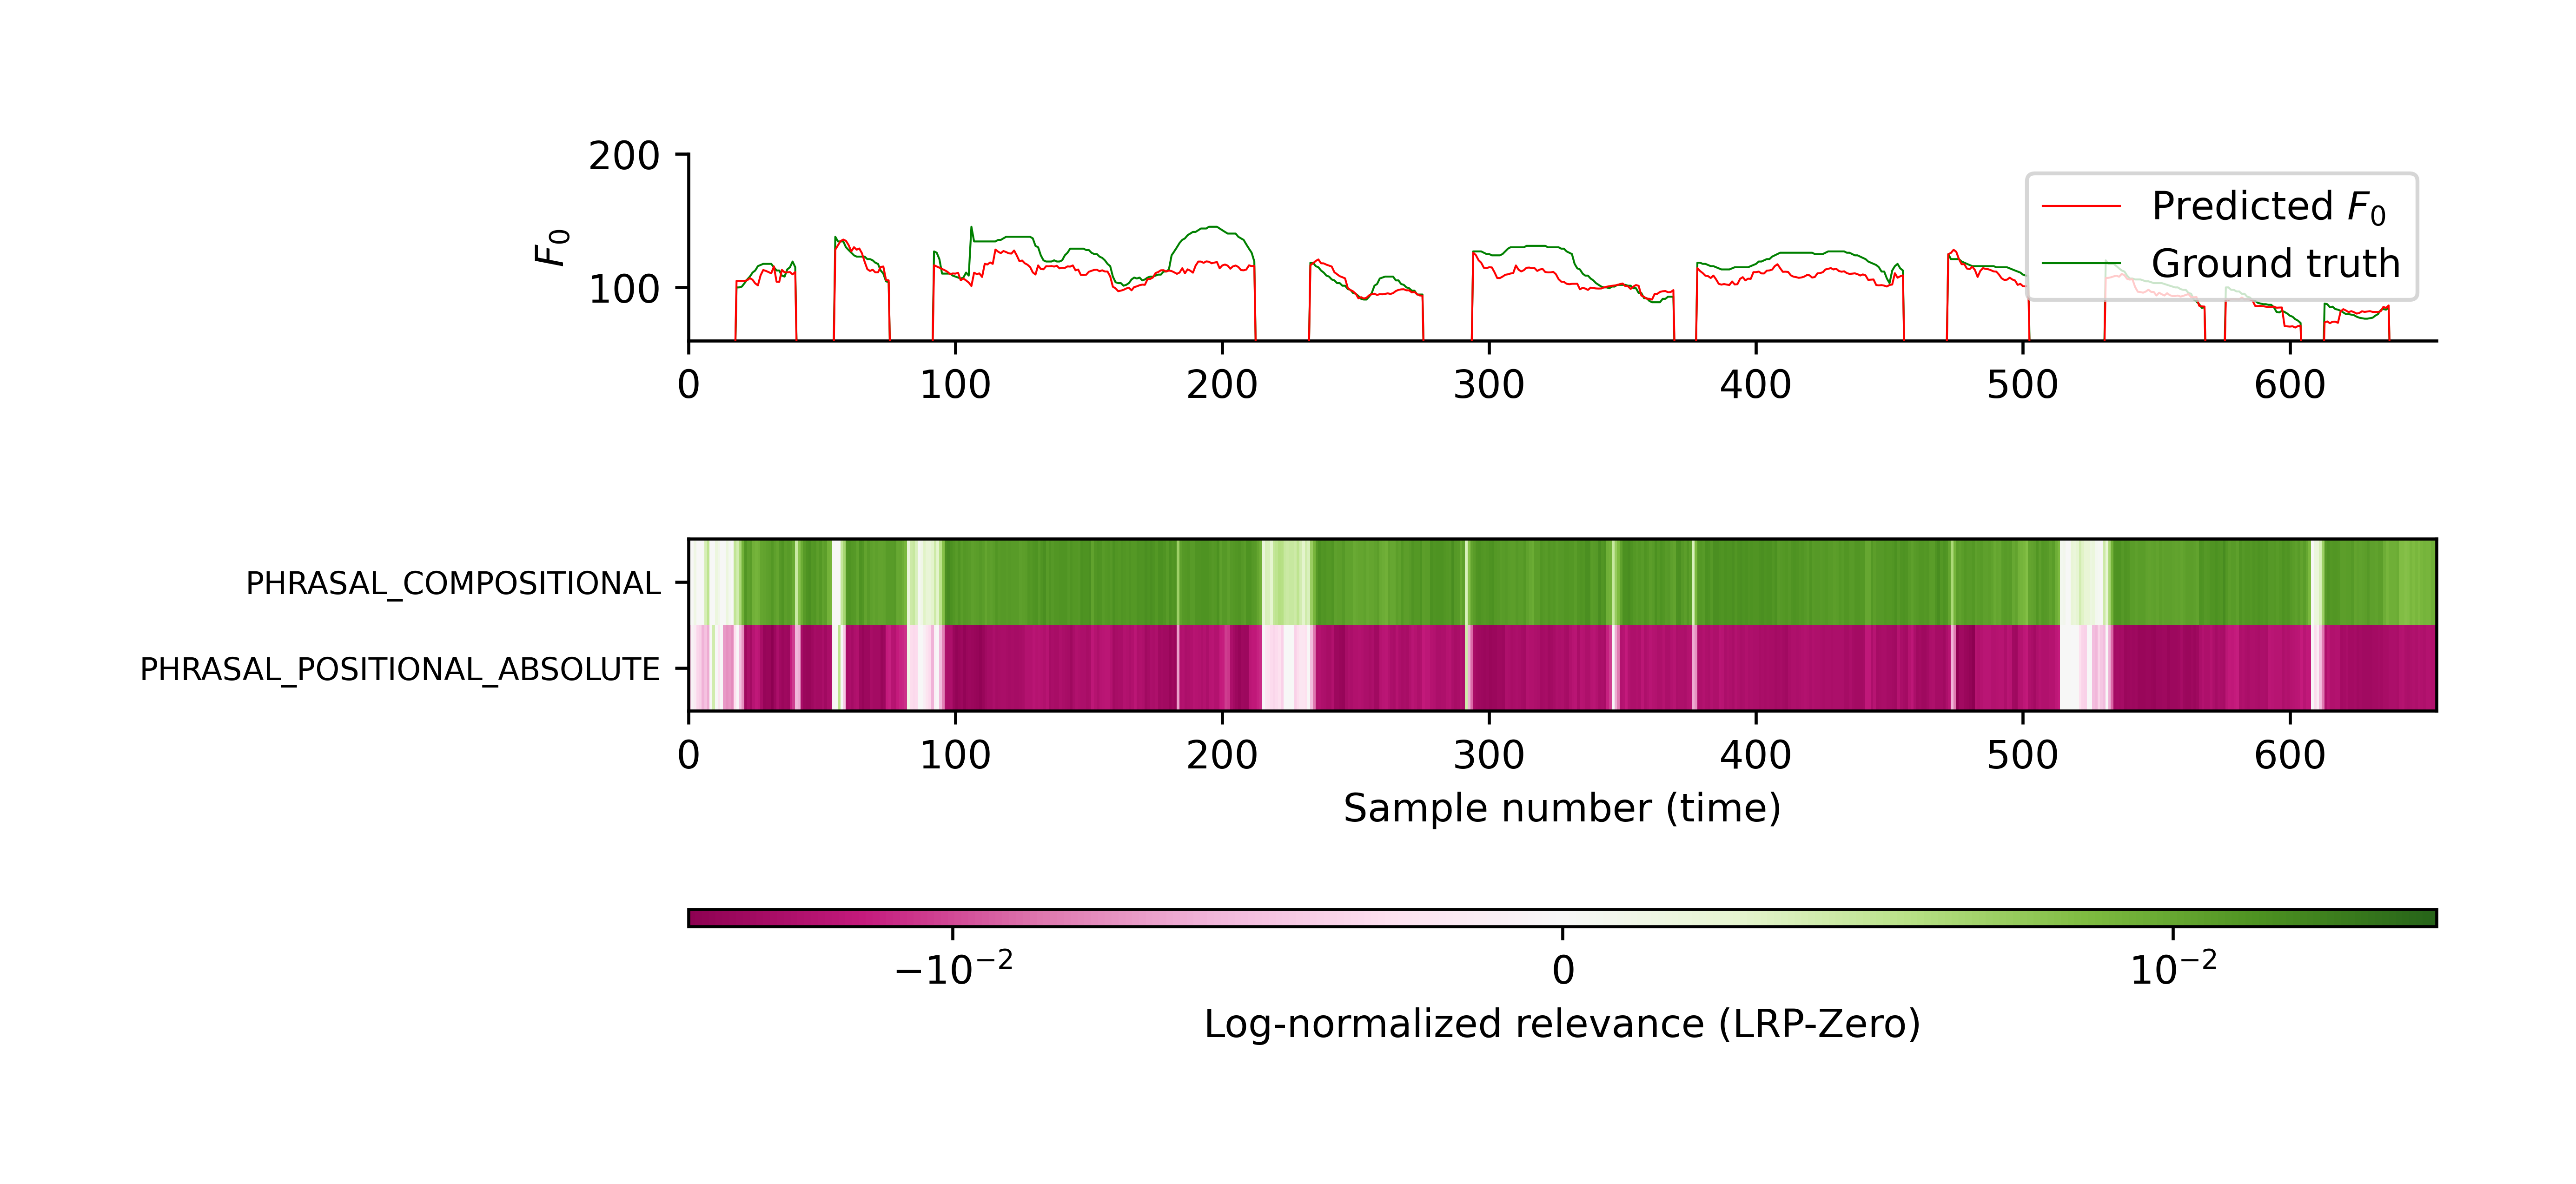 200
100
F0
Predicted F0
Ground truth
0 100 200 300 400 500 600
PHRASAL_COMPOSITIONAL
PHRASAL_POSITIONAL_ABSOLUTE
0 100 200 300 400 500 600
Sample number (time)
−10−2 0 10−2
Log-normalized relevance (LRP-Zero)